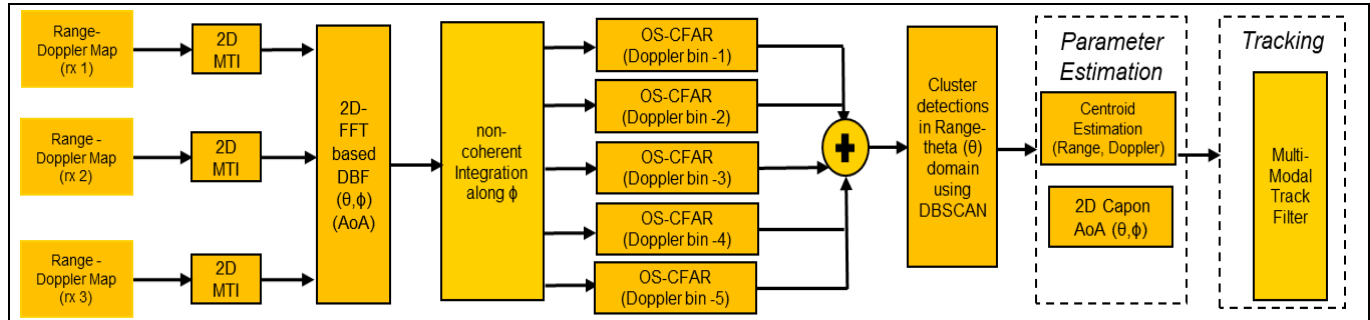 Range-
Doppler Map
(rx 1)
2D
MTI
Range -
Doppler Map
(rx 2)
2D
MTI
Range -
Doppler Map
(rx 3)
2D
MTI
2D-
FFT
based
DBF
(θ,ϕ)
(AoA)
non-
coherent
Integration
along ϕ
OS-CFAR
(Doppler bin -1)
OS-CFAR
(Doppler bin -2)
OS-CFAR
(Doppler bin -3)
OS-CFAR
(Doppler bin -4)
OS-CFAR
(Doppler bin -5)
+
Cluster
detections
in Range-
theta (θ)
domain
using
DBSCAN
Parameter
Estimation
Centroid
Estimation
(Range, Doppler)
2D Capon
AoA (θ,ϕ)
Tracking
Multi-
Modal
Track
Filter